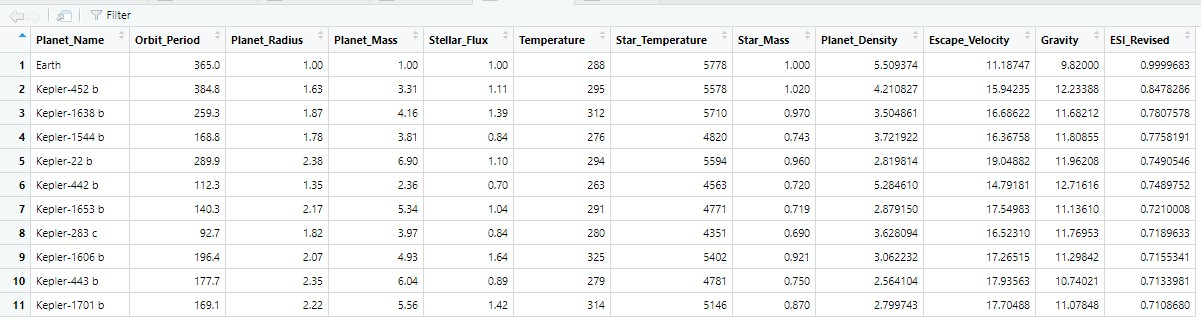 Filter
Planet_Name Orbit_Period Planet_Radius Planet_Mass Stellar_Flux Temperature Star_Temperature Star_Mass Planet_Density Escape_Velocity Gravity ESI_Revised
1 Earth 365.0 1.00 1.00 1.00 288 5778 1.000 5.509374 11.18747 9.82000 0.9999683
2 Kepler-452 b 384.8 1.63 3.31 1.11 295 5578 1.020 4.210827 15.94235 12.23388 0.8478286
3 Kepler-1638 b 259.3 1.87 4.16 1.39 312 5710 0.970 3.504861 16.68622 11.68212 0.7807578
4 Kepler-1544 b 168.8 1.78 3.81 0.84 276 4820 0.743 3.721922 16.36758 11.80855 0.7758191
5 Kepler-22 b 289.9 2.38 6.90 1.10 294 5594 0.960 2.819814 19.04882 11.96208 0.7490546
6 Kepler-442 b 112.3 1.35 2.36 0.70 263 4563 0.720 5.284610 14.79181 12.71616 0.7489752
7 Kepler-1653 b 140.3 2.17 5.34 1.04 291 4771 0.719 2.879150 17.54983 11.13610 0.7210008
8 Kepler-283 c 92.7 1.82 3.97 0.84 280 4351 0.690 3.628094 16.52310 11.76953 0.7189633
9 Kepler-1606 b 196.4 2.07 4.93 1.64 325 5402 0.921 3.062232 17.26515 11.29842 0.7155341
10 Kepler-443 b 177.7 2.35 6.04 0.89 279 4781 0.750 2.564104 17.93563 10.74021 0.7133981
11 Kepler-1701 b 169.1 2.22 5.56 1.42 314 5146 0.870 2.799743 17.70488 11.07848 0.7108680